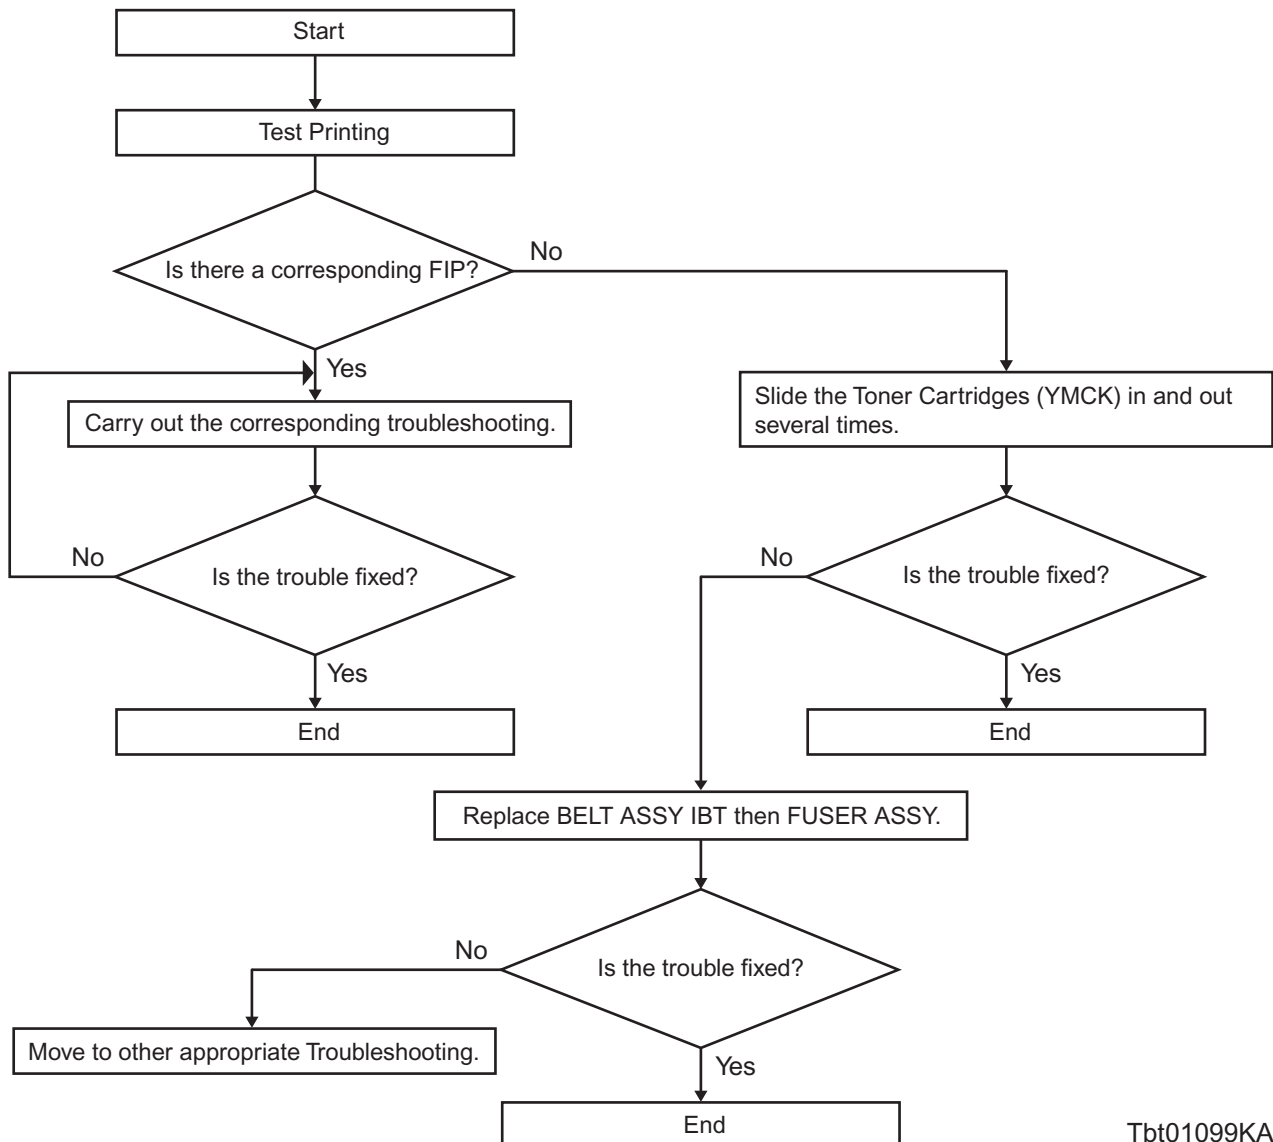 Start
Test Printing
Is there a corresponding FIP?
No
Yes
Carry out the corresponding troubleshooting.
Slide the Toner Cartridges (YMCK) in and out
several times.
No
Is the trouble fixed?
No
Is the trouble fixed?
Yes
Yes
End
End
Replace BELT ASSY IBT then FUSER ASSY.
No
Is the trouble fixed?
Move to other appropriate Troubleshooting.
Yes
End
Tbt01099KA